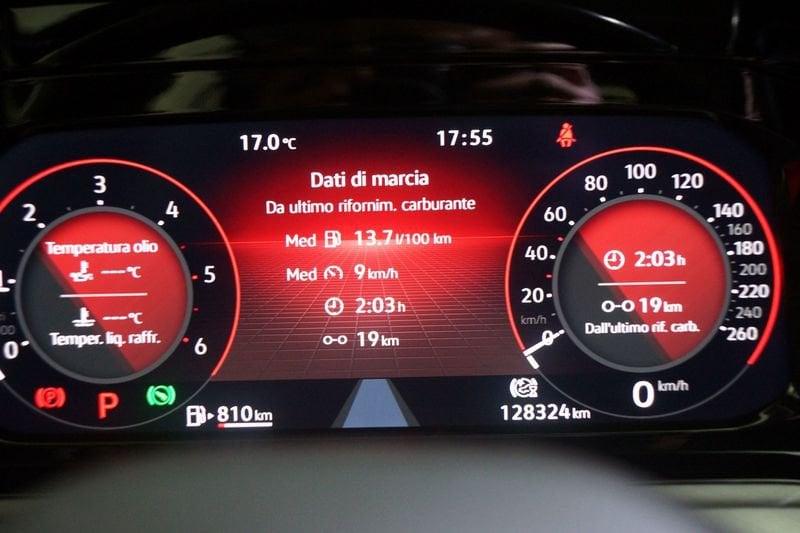 17.0°C
17:55
Dati di marcia
Da ultimo rifornim. carburante
Med 13.7 l/100 km
Med 9 km/h
2:03 h
19 km
0
1
2
3
4
5
6
Temperatura olio
---°C
---°C
Temper. liq. raffr.
P
P
810 km
0
20
40
60
80
100
120
140
160
180
200
220
240
260
km/h
2:03 h
19 km
Dall'ultimo rif. carb.
0 km/h
128324 km